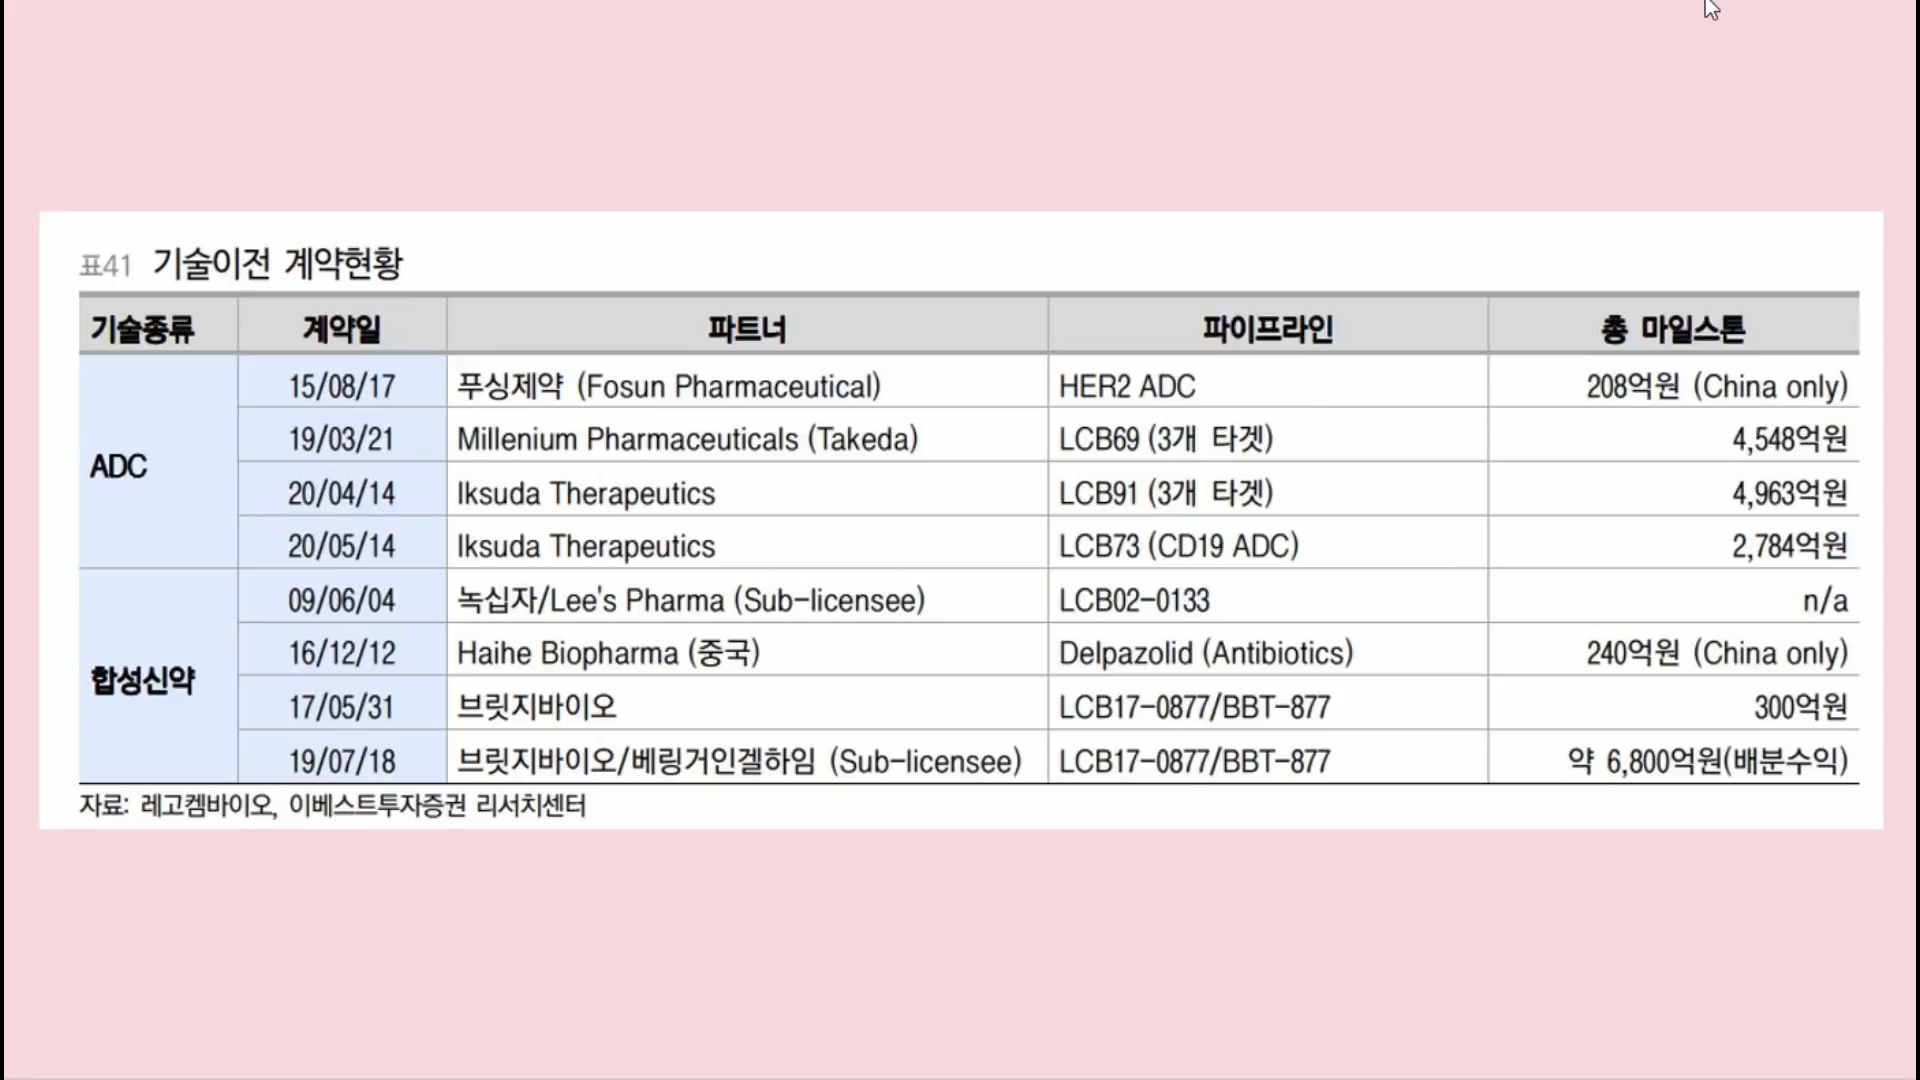 표41 기술이전 계약현황
기술종류 계약일 파트너 파이프라인 총 마일스톤
ADC
15/08/17 푸싱제약 (Fosun Pharmaceutical) HER2 ADC 208억원 (China only)
19/03/21 Millenium Pharmaceuticals (Takeda) LCB69 (3개 타겟) 4,548억원
20/04/14 Iksuda Therapeutics LCB91 (3개 타겟) 4,963억원
20/05/14 Iksuda Therapeutics LCB73 (CD19 ADC) 2,784억원
합성신약
09/06/04 녹십자/Lee's Pharma (Sub-licensee) LCB02-0133 n/a
16/12/12 Haihe Biopharma (중국) Delpazolid (Antibiotics) 240억원 (China only)
17/05/31 브릿지바이오 LCB17-0877/BBT-877 300억원
19/07/18 브릿지바이오/베링거인겔하임 (Sub-licensee) LCB17-0877/BBT-877 약 6,800억원(배분수익)
자료: 레고켐바이오, 이베스트투자증권 리서치센터